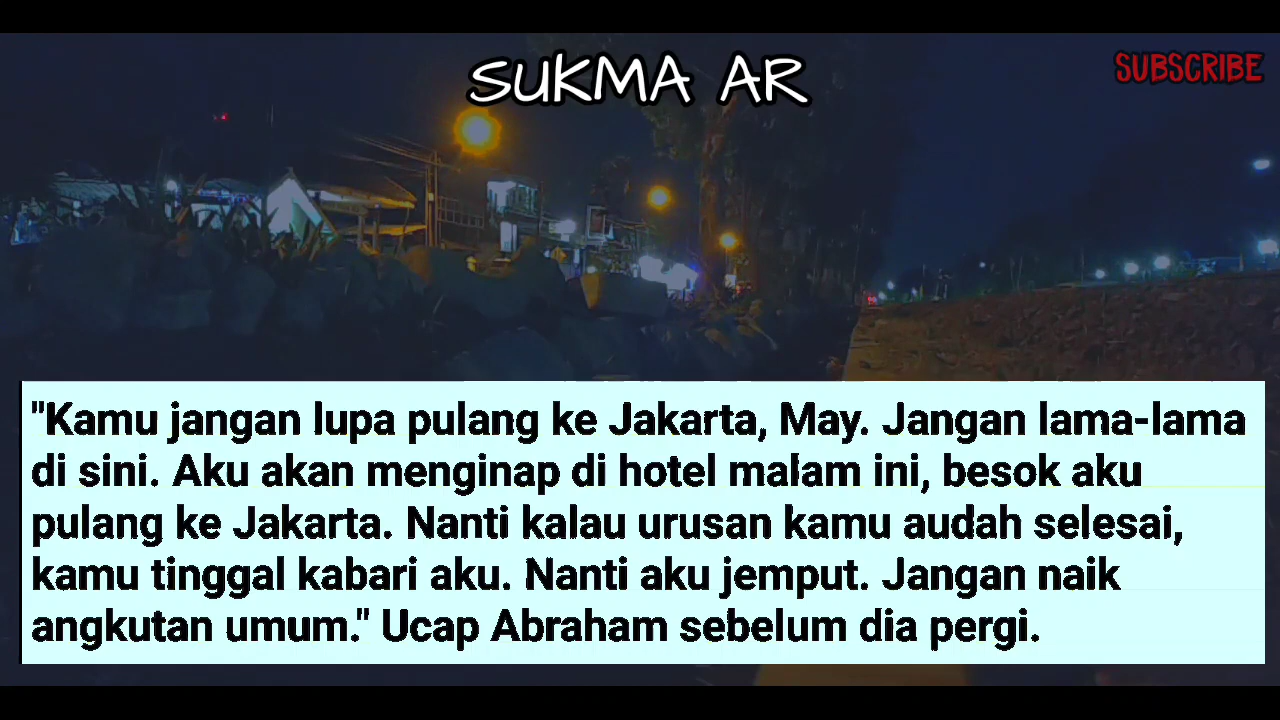 SUKMA AR
SUBSCRIBE
"Kamu jangan lupa pulang ke Jakarta, May. Jangan lama-lama
di sini. Aku akan menginap di hotel malam ini, besok aku
pulang ke Jakarta. Nanti kalau urusan kamu audah selesai,
kamu tinggal kabari aku. Nanti aku jemput. Jangan naik
angkutan umum." Ucap Abraham sebelum dia pergi.